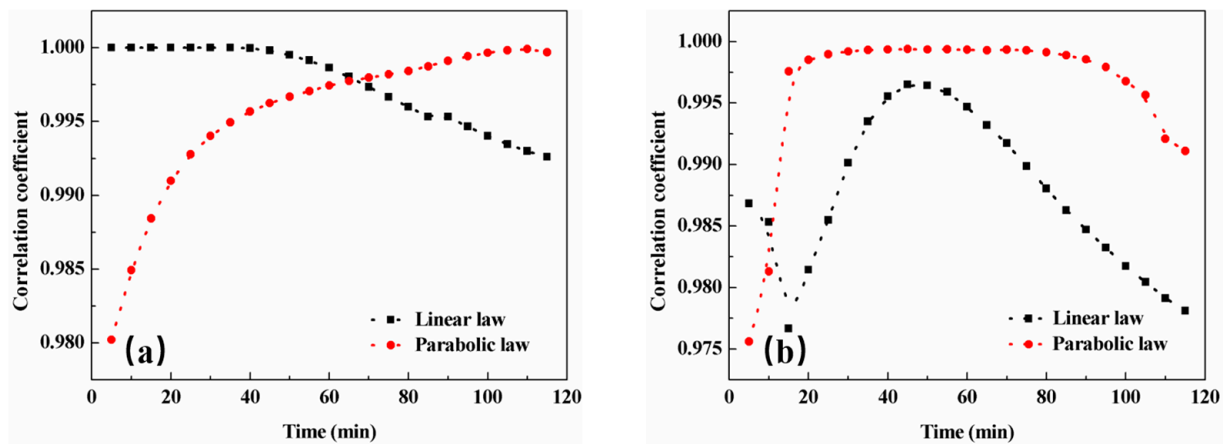 1.000
0.995
0.990
0.985
0.980
Correlation coefficient
Linear law
Parabolic law
(a)
0 20 40 60 80 100 120
Time (min)
1.000
0.995
0.990
0.985
0.980
0.975
Correlation coefficient
Linear law
Parabolic law
(b)
0 20 40 60 80 100 120
Time (min)